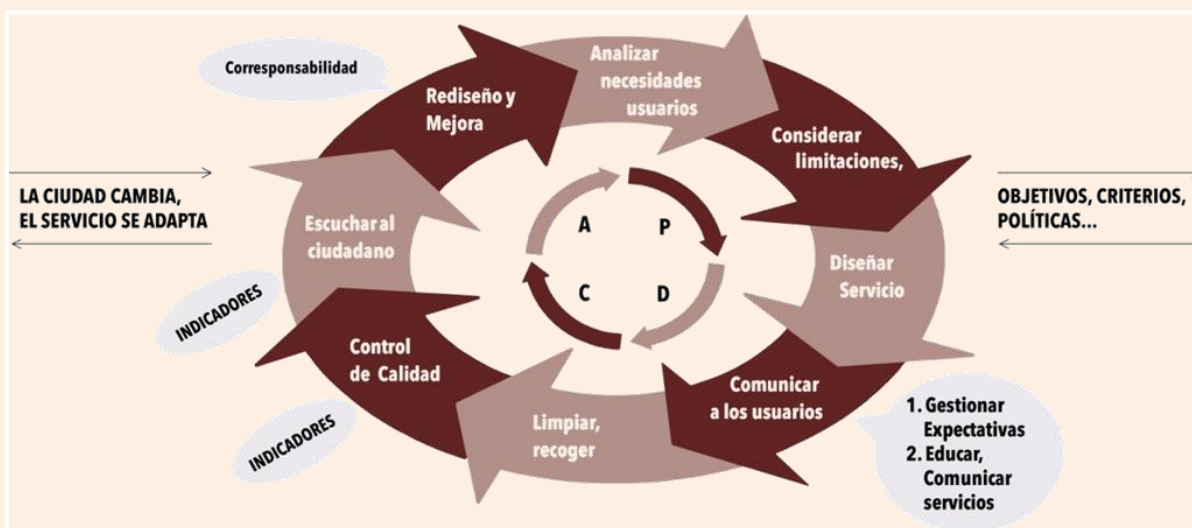 Corresponsabilidad
Rediseño y
Mejora
Analizar
necesidades
usuarios
Considerar
limitaciones,
LA CIUDAD CAMBIA,
EL SERVICIO SE ADAPTA
OBJETIVOS, CRITERIOS,
POLÍTICAS...
Escuchar al
ciudadano
A
P
C
D
Diseñar
Servicio
INDICADORES
Control
de Calidad
Comunicar
a los usuarios
Limpiar,
recoger
INDICADORES
1. Gestionar
Expectativas
2. Educar,
Comunicar
servicios